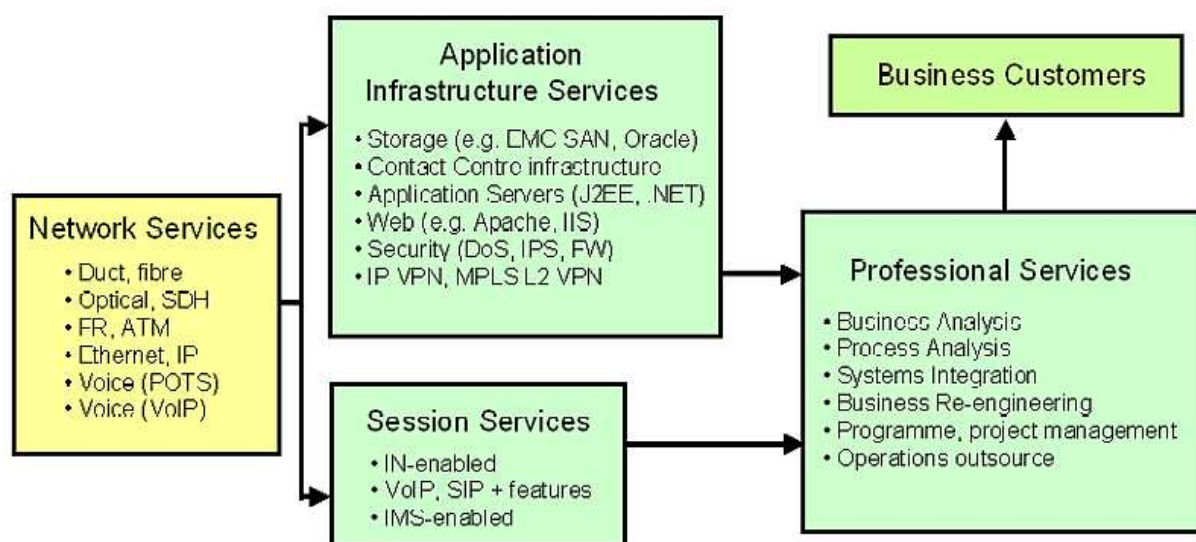 Network Services
• Duct, fibre
• Optical, SDH
• FR, ATM
• Ethernet, IP
• Voice (POTS)
• Voice (VoIP)
Application
Infrastructure Services
• Storage (e.g. EMC SAN, Oracle)
• Contact Centre infrastructure
• Application Servers (J2EE, .NET)
• Web (e.g. Apache, IIS)
• Security (DoS, IPS, FW)
• IP VPN, MPLS L2 VPN
Session Services
• IN-enabled
• VoIP, SIP + features
• IMS-enabled
Business Customers
Professional Services
• Business Analysis
• Process Analysis
• Systems Integration
• Business Re-engineering
• Programme, project management
• Operations outsource